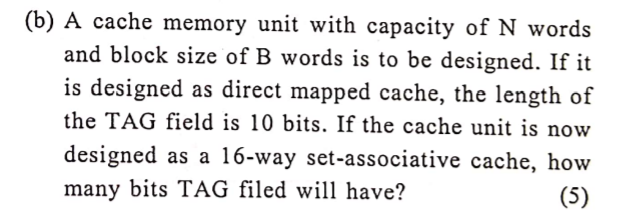 (b) A cache memory unit with capacity of N words
and block size of B words is to be designed. If it
is designed as direct mapped cache, the length of
the TAG field is 10 bits. If the cache unit is now
designed as a 16-way set-associative cache, how
many bits TAG filed will have? (5)